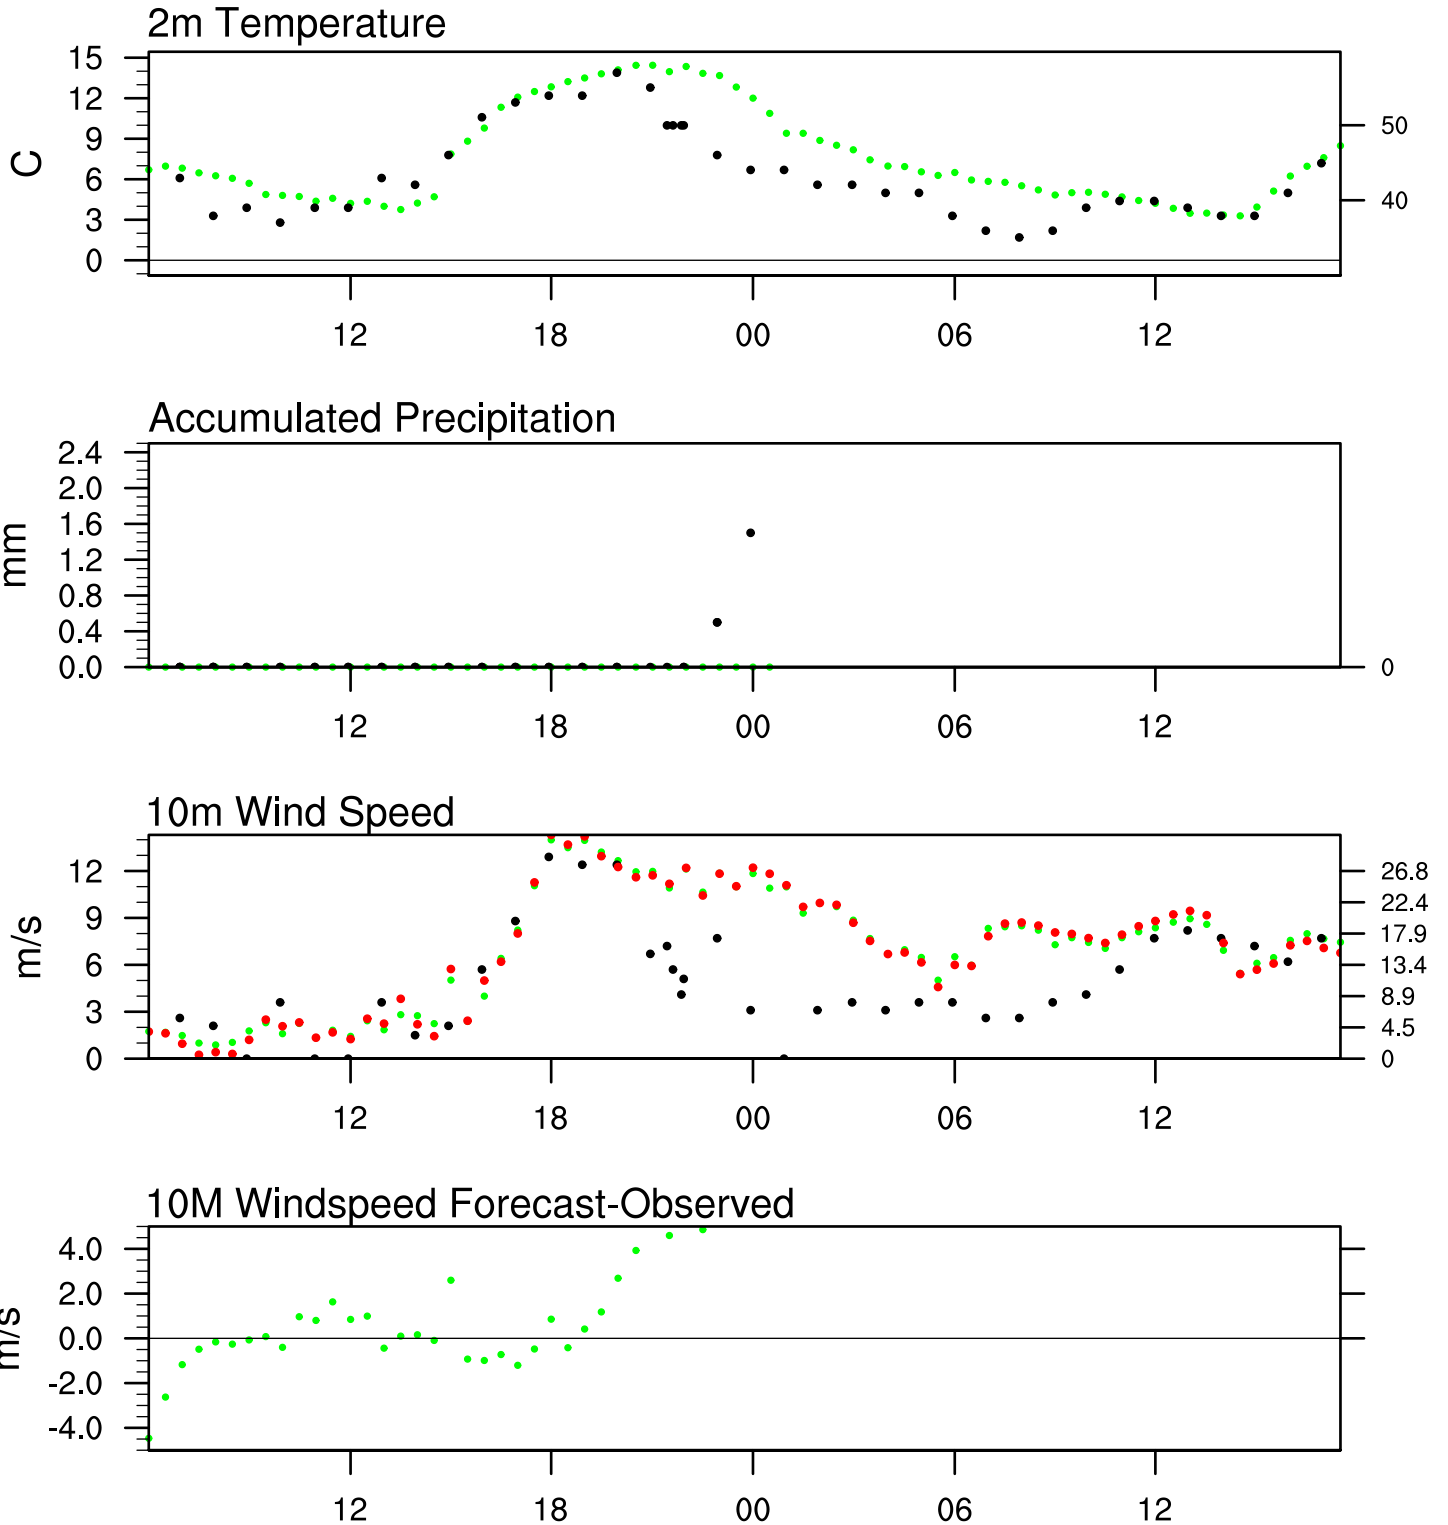 2m Temperature
C
15
12
9
6
3
0
50
40
12 18 00 06 12
Accumulated Precipitation
mm
2.4
2.0
1.6
1.2
0.8
0.4
0.0
0
12 18 00 06 12
10m Wind Speed
m/s
12
9
6
3
0
26.8
22.4
17.9
13.4
8.9
4.5
0
12 18 00 06 12
10M Windspeed Forecast-Observed
m/s
4.0
2.0
0.0
-2.0
-4.0
12 18 00 06 12